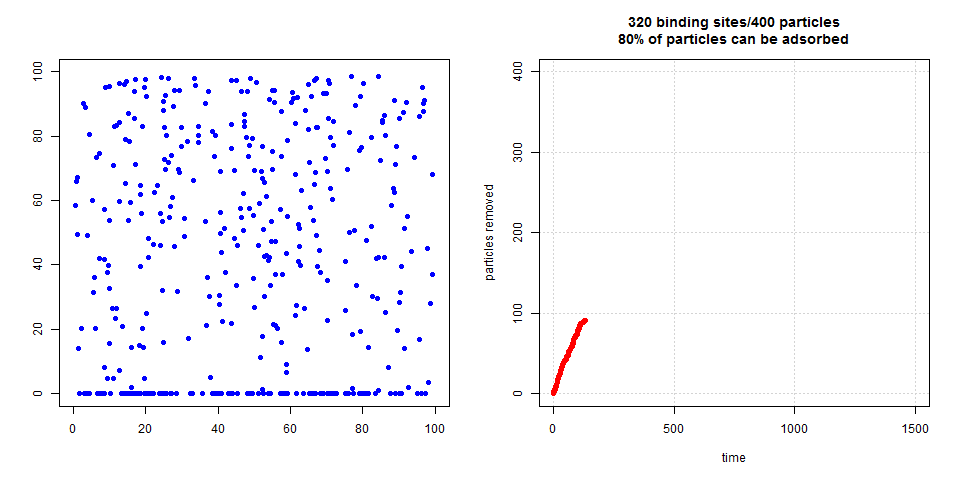 320 binding sites/400 particles
80% of particles can be adsorbed
100
80
60
40
20
0
0 20 40 60 80 100
particles removed
400
300
200
100
0
0 500 1000 1500
time